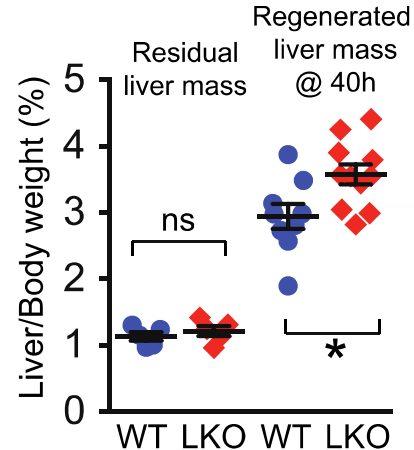 Regenerated
liver mass
@ 40h
Residual
liver mass
Liver/Body weight (%)
5
4
3
2
1
0
ns
*
WT LKO WT LKO